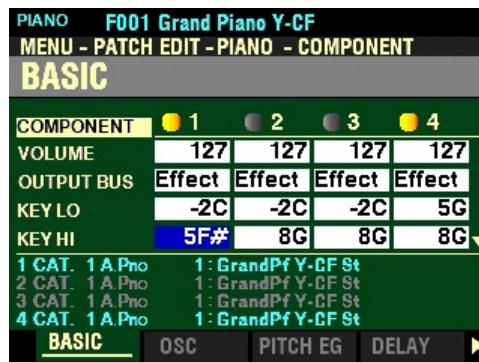 PIANO F001 Grand Piano Y-CF
MENU - PATCH EDIT -PIANO - COMPONENT
BASIC
COMPONENT 1 2 3 4
VOLUME 127 127 127 127
OUTPUT BUS Effect Effect Effect Effect
KEY LO -2C -2C -2C 5G
KEY HI 5F# 8G 8G 8G
1 CAT. 1 A.Pno 1: GrandPf Y-CF St
2 CAT. 1 A.Pno 1: GrandPf Y-CF St
3 CAT. 1 A.Pno 1: GrandPf Y-CF St
4 CAT. 1 A.Pno 1: GrandPf Y-CF St
BASIC OSC PITCH EG DELAY